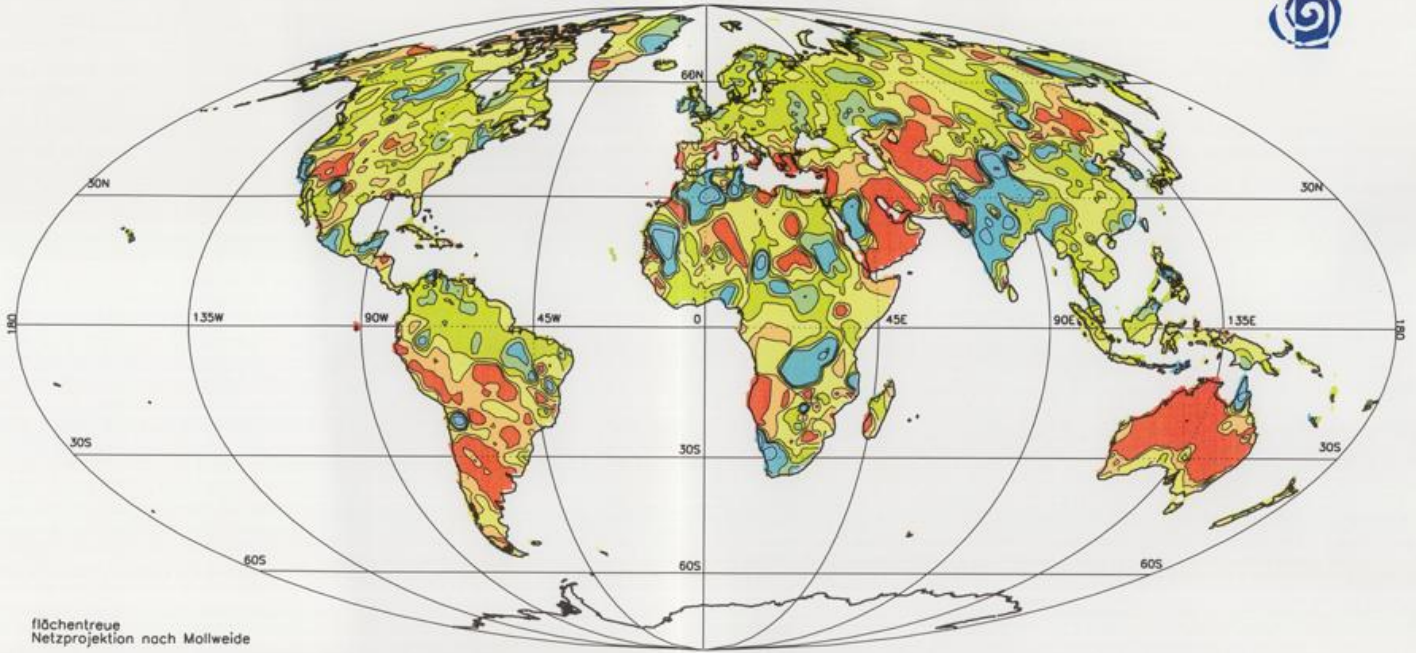 60N
30N
30N
180
135W
90W
45W
0
45E
90E
135E
180
30S
30S
30S
60S
60S
60S
flächentreue
Netzprojektion nach Mollweide